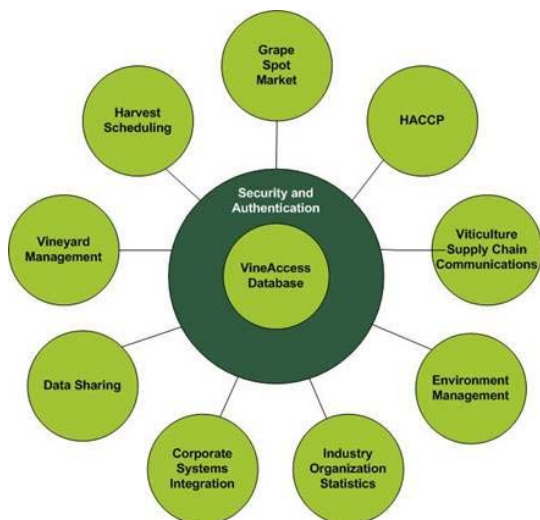 Grape
Spot
Market
Harvest
Scheduling
HACCP
Security and
Authentication
Vineyard
Management
VineAccess
Database
Viticulture
Supply Chain
Communications
Data Sharing
Environment
Management
Corporate
Systems
Integration
Industry
Organization
Statistics